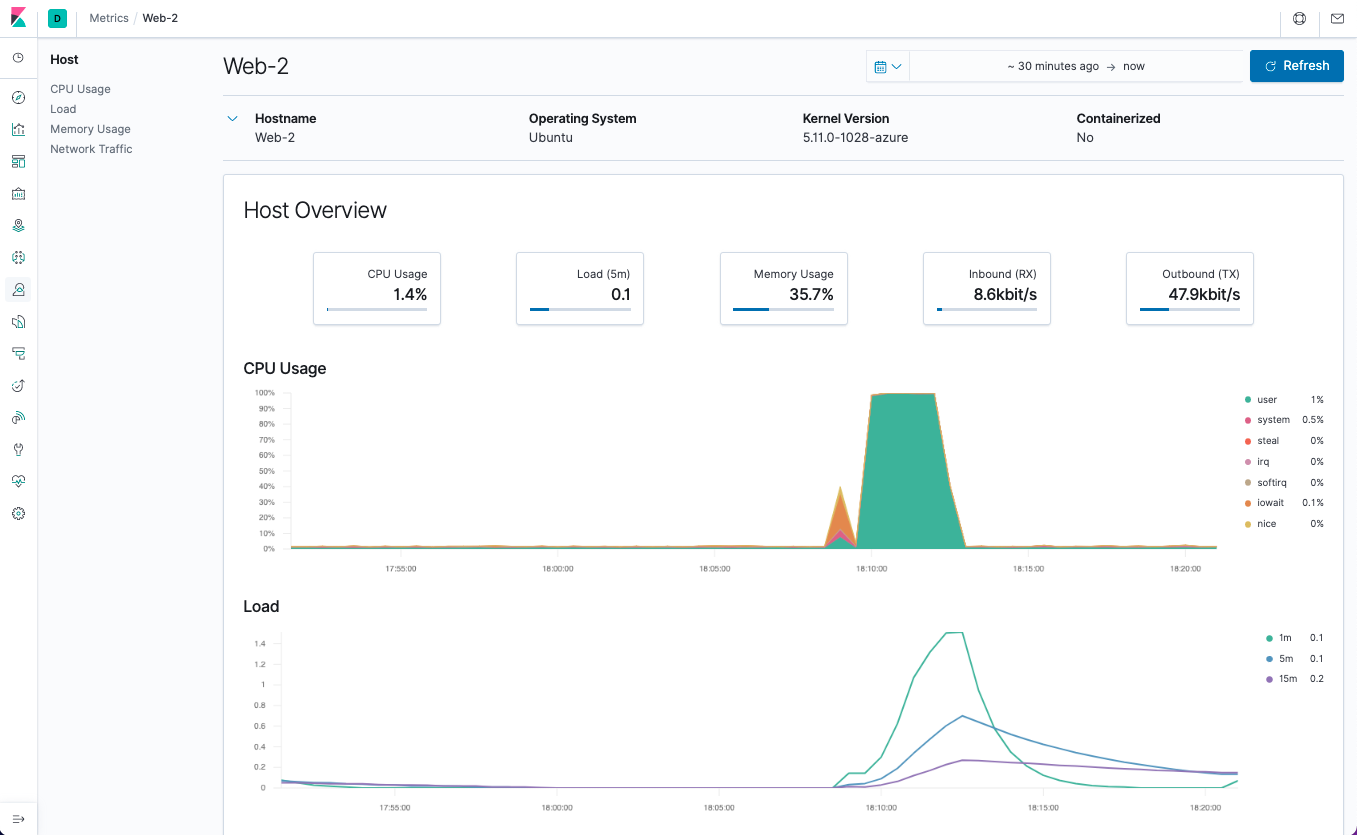 D Metrics / Web-2
Host
CPU Usage
Load
Memory Usage
Network Traffic
Web-2
~ 30 minutes ago → now
Refresh
Hostname Operating System Kernel Version Containerized
Web-2 Ubuntu 5.11.0-1028-azure No
Host Overview
CPU Usage Load (5m) Memory Usage Inbound (RX) Outbound (TX)
1.4% 0.1 35.7% 8.6kbit/s 47.9kbit/s
CPU Usage
100%
90%
80%
70%
60%
50%
40%
30%
20%
10%
0%
17:55:00 18:00:00 18:05:00 18:10:00 18:15:00 18:20:00
user 1%
system 0.5%
steal 0%
irq 0%
softirq 0%
iowait 0.1%
nice 0%
Load
1.4
1.2
1
0.8
0.6
0.4
0.2
0
17:55:00 18:00:00 18:05:00 18:10:00 18:15:00 18:20:00
1m 0.1
5m 0.1
15m 0.2